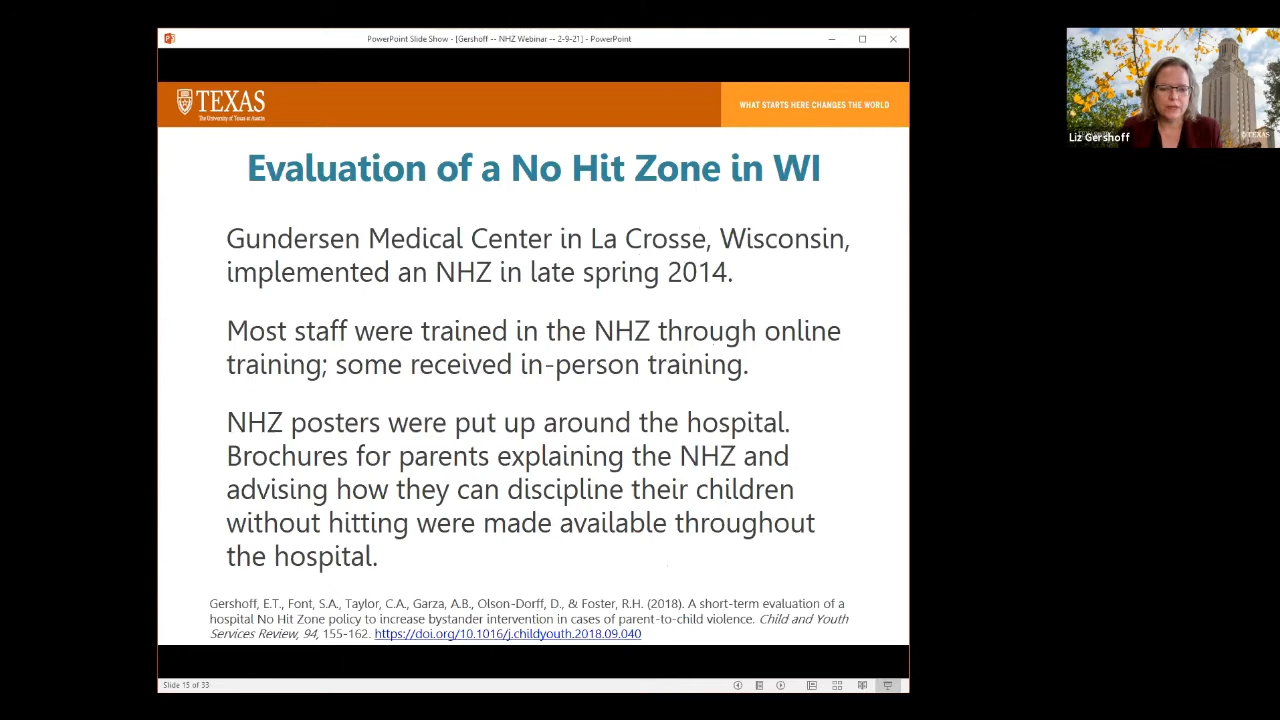 PowerPoint Slide Show - [Gershoff -- NHZ Webinar -- 2-9-21] - PowerPoint
TEXAS
The University of Texas at Austin
WHAT STARTS HERE CHANGES THE WORLD
Evaluation of a No Hit Zone in WI
Gundersen Medical Center in La Crosse, Wisconsin,
implemented an NHZ in late spring 2014.
Most staff were trained in the NHZ through online
training; some received in-person training.
NHZ posters were put up around the hospital.
Brochures for parents explaining the NHZ and
advising how they can discipline their children
without hitting were made available throughout
the hospital.
Gershoff, E.T., Font, S.A., Taylor, C.A., Garza, A.B., Olson-Dorff, D., & Foster, R.H. (2018). A short-term evaluation of a
hospital No Hit Zone policy to increase bystander intervention in cases of parent-to-child violence. Child and Youth
Services Review, 94, 155-162. https://doi.org/10.1016/j.childyouth.2018.09.040
Slide 15 of 33
Liz Gershoff
TEXAS